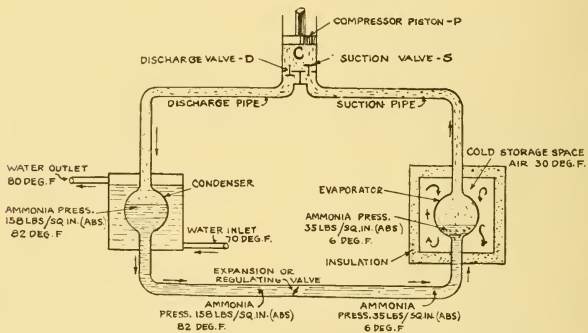 COMPRESSOR PISTON-P
C
DISCHARGE VALVE-D
SUCTION VALVE-S
DISCHARGE PIPE
SUCTION PIPE
WATER OUTLET
80 DEG.F
CONDENSER
AMMONIA PRESS.
158 LBS/SQ.IN.(ABS)
82 DEG.F
WATER INLET
70 DEG.F
COLD STORAGE SPACE
AIR 30 DEG.F.
EVAPORATOR
AMMONIA PRESS.
35 LBS/SQ.IN.(ABS)
6 DEG.F
INSULATION
EXPANSION OR
REGULATING VALVE
AMMONIA
PRESS. 158 LBS/SQ.IN.(ABS)
82 DEG.F.
AMMONIA
PRESS.35 LBS/SQ.IN.(ABS)
6 DEG.F